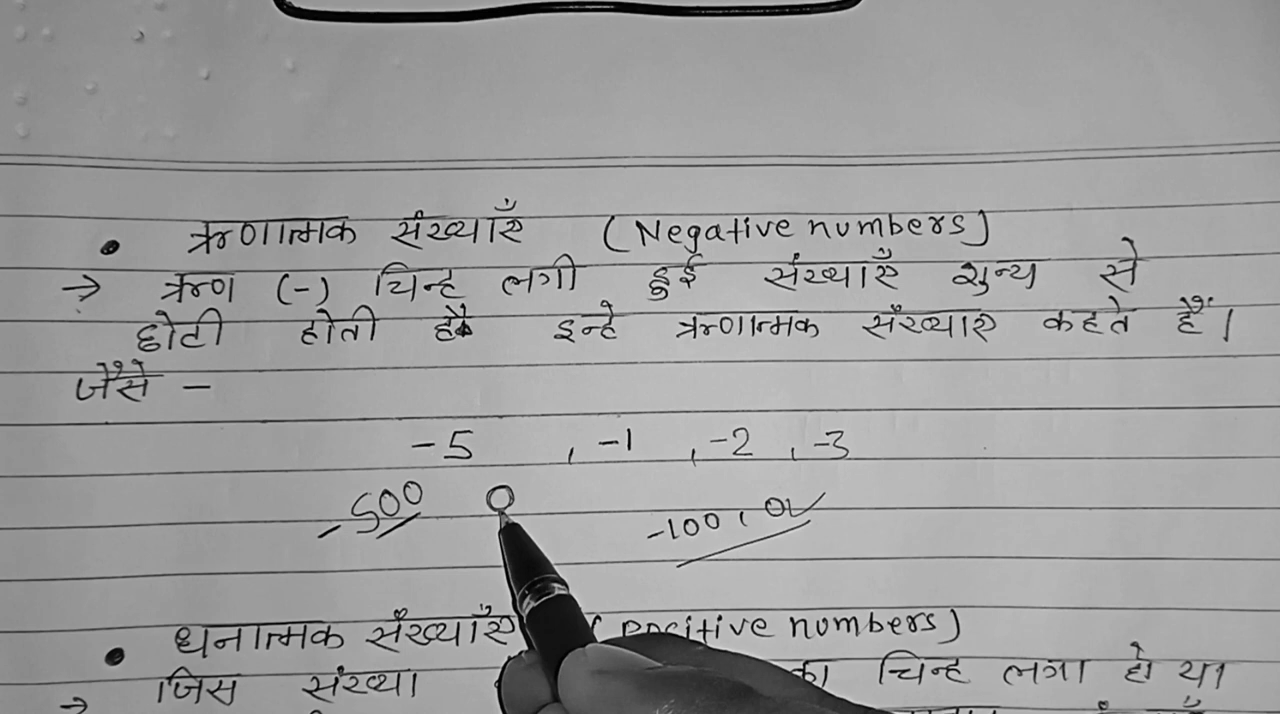 • ऋणात्मक संख्याएँ (Negative numbers)
→ ऋण (-) चिन्ह लगी हुई संख्याएँ शुन्य से
छोटी होती है इन्हे ऋणात्मक संख्याए कहते हैं।
जैसे -
-5 , -1 , -2 , -3
-500 0 -100, 0
• धनात्मक संख्याएँ (Positive numbers)
→ जिस संख्या का चिन्ह लगा हो या